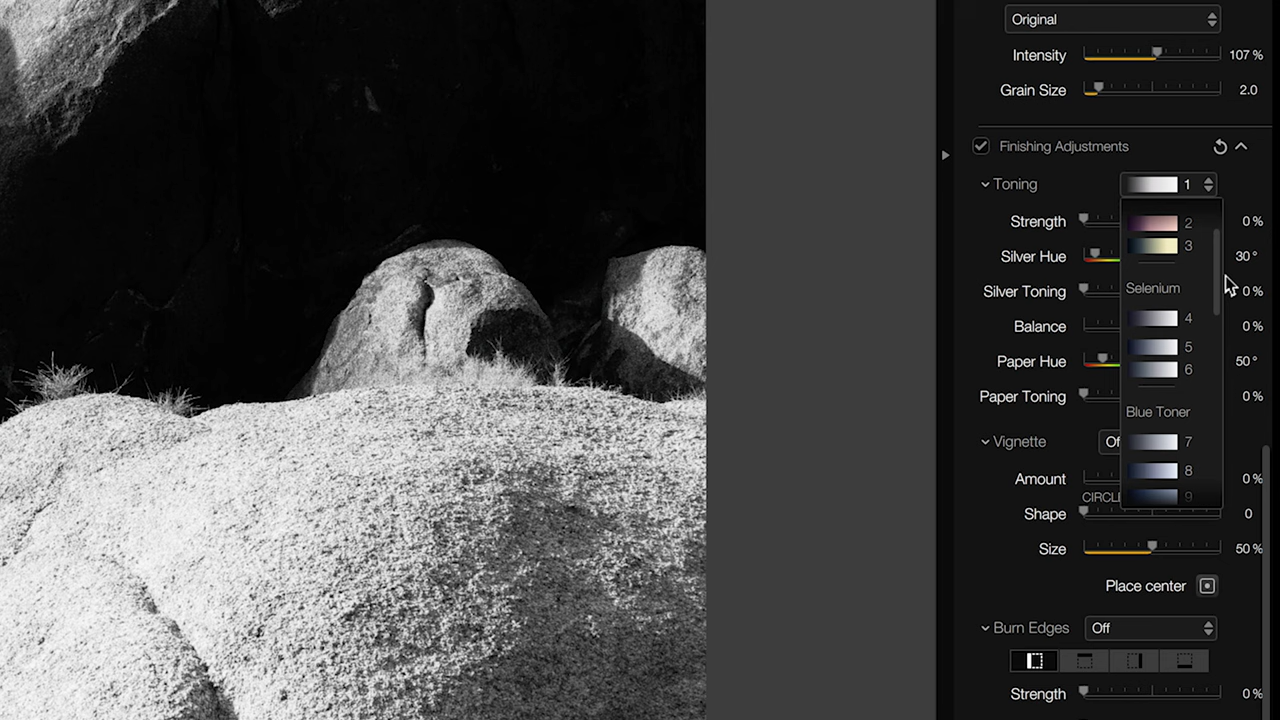 Original
Intensity 107 %
Grain Size 2.0
Finishing Adjustments
Toning 1
Strength 0 %
2
3
Silver Hue 30 °
Selenium
Silver Toning 0 %
4
Balance 0 %
5
Paper Hue 50 °
6
Paper Toning 0 %
Blue Toner
Vignette Of
7
8
Amount 0 %
9
CIRCLE
Shape 0
Size 50 %
Place center
Burn Edges Off
Strength 0 %